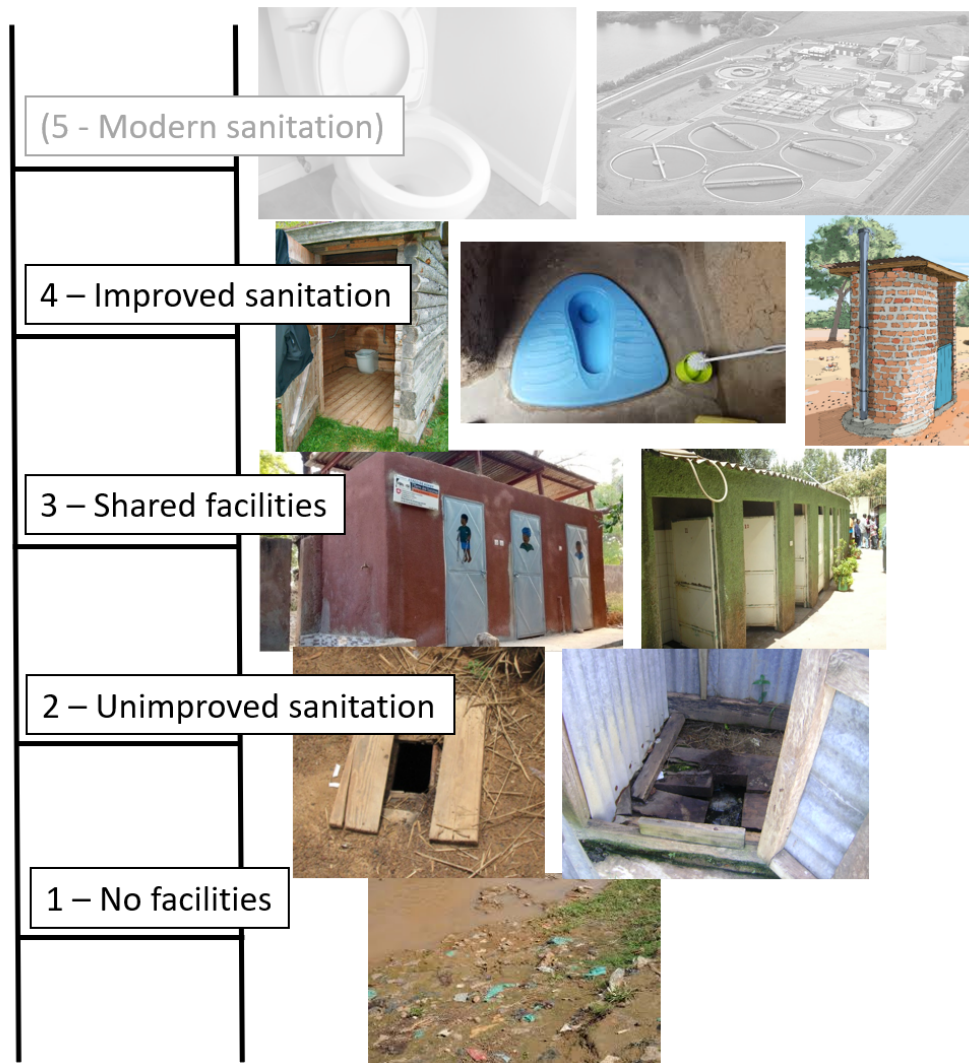 (5 - Modern sanitation)
4 – Improved sanitation
3 – Shared facilities
2 – Unimproved sanitation
1 – No facilities